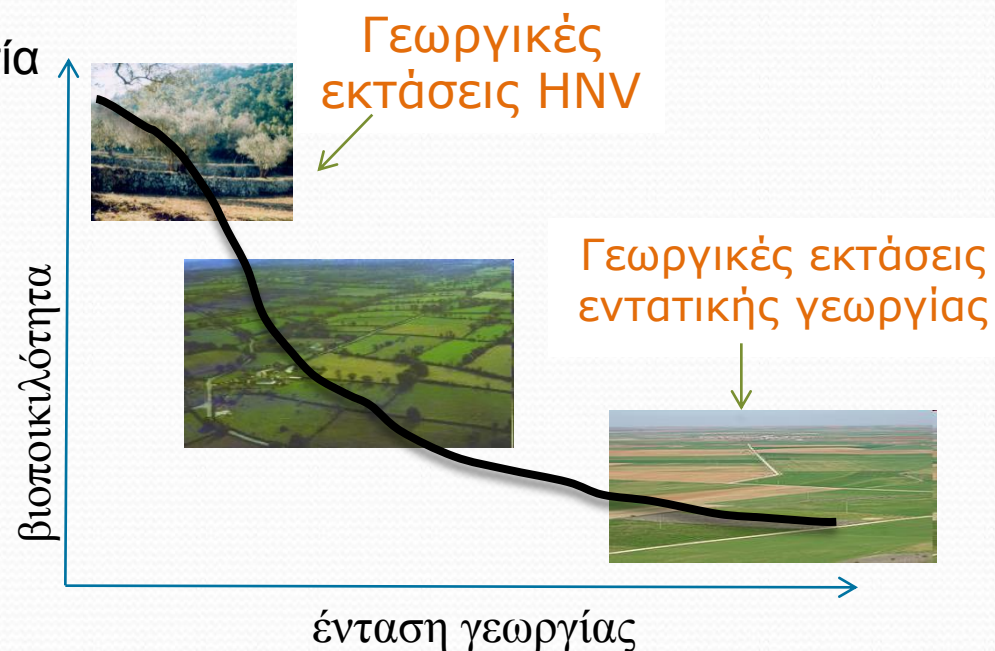 Γεωργικές
εκτάσεις HNV
Γεωργικές εκτάσεις
εντατικής γεωργίας
βιοποικιλότητα
ένταση γεωργίας